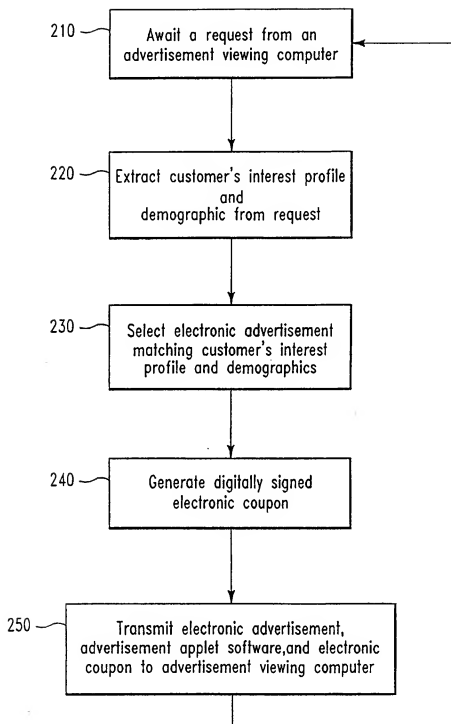 210
Await a request from an
advertisement viewing computer
220
Extract customer's interest profile
and
demographic from request
230
Select electronic advertisement
matching customer's interest
profile and demographics
240
Generate digitally signed
electronic coupon
250
Transmit electronic advertisement,
advertisement applet software,and electronic
coupon to advertisement viewing computer